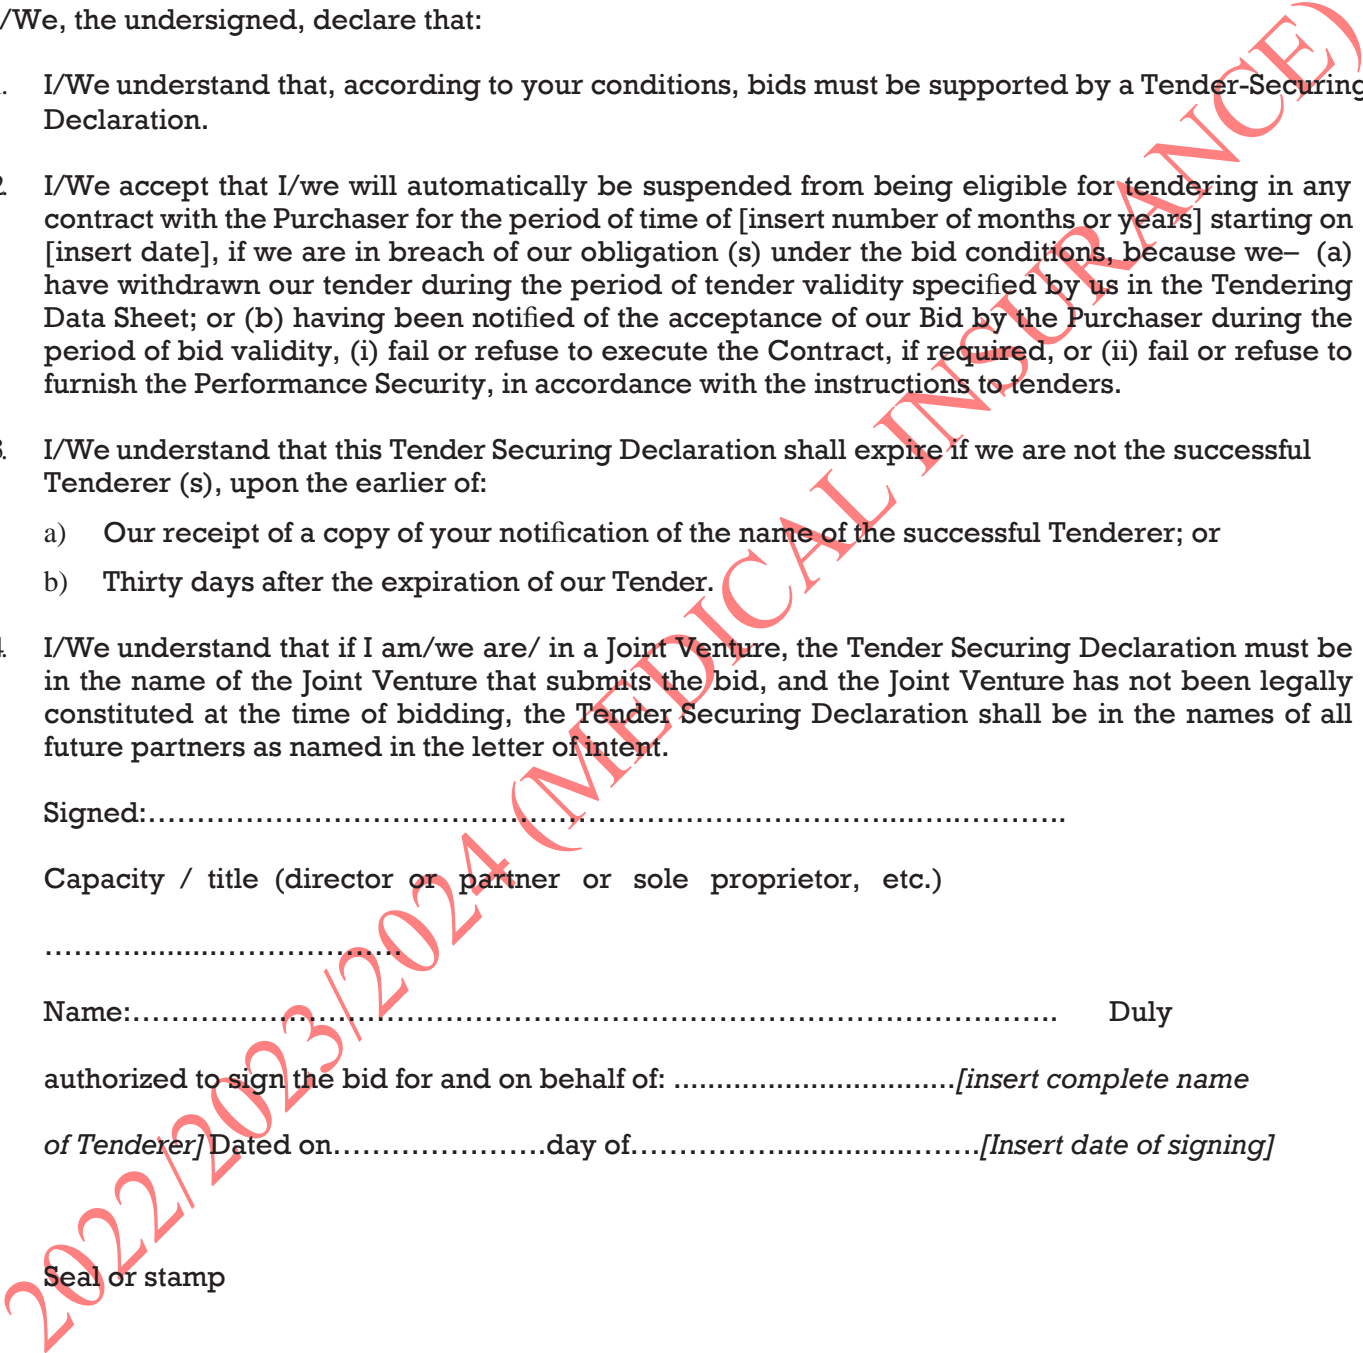 /We, the undersigned, declare that:
. I/We understand that, according to your conditions, bids must be supported by a Tender-Securing
Declaration.
2. I/We accept that I/we will automatically be suspended from being eligible for tendering in any
contract with the Purchaser for the period of time of [insert number of months or years] starting on
[insert date], if we are in breach of our obligation (s) under the bid conditions, because we– (a)
have withdrawn our tender during the period of tender validity specified by us in the Tendering
Data Sheet; or (b) having been notified of the acceptance of our Bid by the Purchaser during the
period of bid validity, (i) fail or refuse to execute the Contract, if required, or (ii) fail or refuse to
furnish the Performance Security, in accordance with the instructions to tenders.
3. I/We understand that this Tender Securing Declaration shall expire if we are not the successful
Tenderer (s), upon the earlier of:
a) Our receipt of a copy of your notification of the name of the successful Tenderer; or
b) Thirty days after the expiration of our Tender.
4. I/We understand that if I am/we are/ in a Joint Venture, the Tender Securing Declaration must be
in the name of the Joint Venture that submits the bid, and the Joint Venture has not been legally
constituted at the time of bidding, the Tender Securing Declaration shall be in the names of all
future partners as named in the letter of intent.
Signed:…………………………………………………………………...…..………….
Capacity / title (director or partner or sole proprietor, etc.)
………..........………………..…
Name:……………………………………………………………………………………. Duly
authorized to sign the bid for and on behalf of: ..................................[insert complete name
of Tenderer] Dated on………………….day of……………...................…….[Insert date of signing]
Seal or stamp
2022/2023/2024 (MEDICAL INSURANCE)